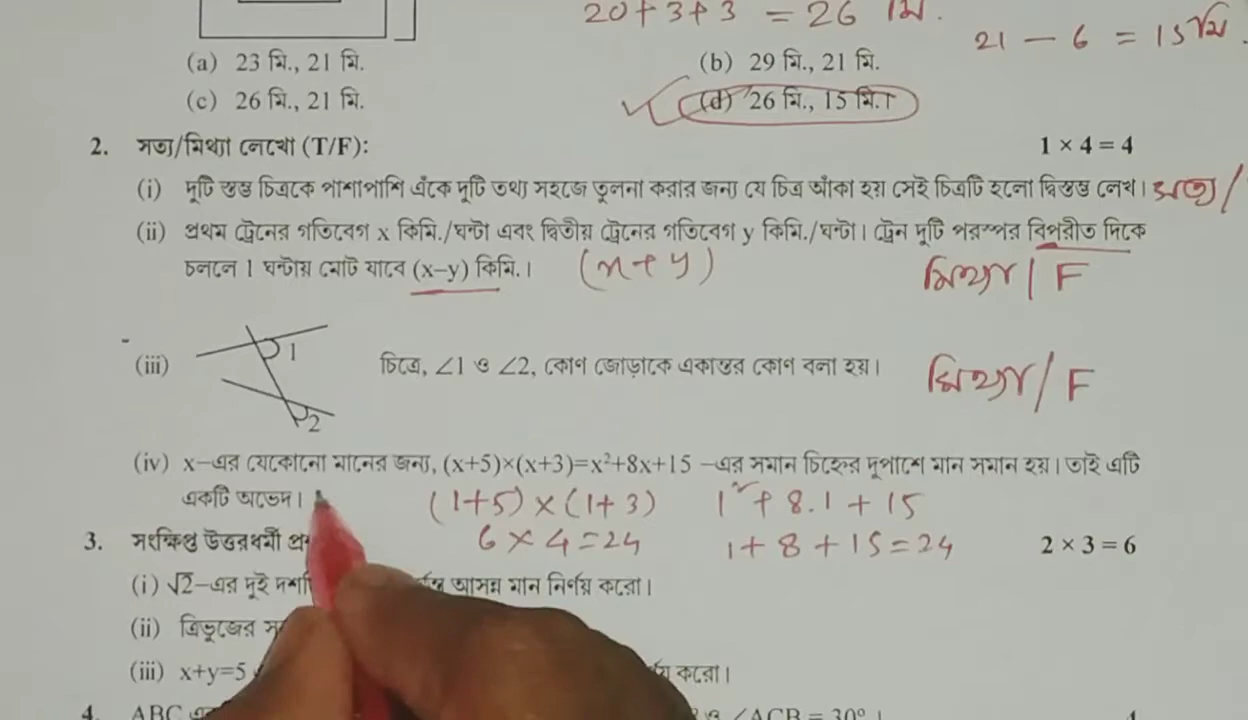 20+3+3 = 26 মি.
21 - 6 = 15 মি.
(a) 23 মি., 21 মি.
(b) 29 মি., 21 মি.
(c) 26 মি., 21 মি.
(d) 26 মি., 15 মি.।
2. সত্য/মিথ্যা লেখো (T/F): 1 × 4 = 4
(i) দুটি স্তম্ভ চিত্রকে পাশাপাশি এঁকে দুটি তথ্য সহজে তুলনা করার জন্য যে চিত্র আঁকা হয় সেই চিত্রটি হলো দ্বিস্তম্ভ লেখ। সত্য/
(ii) প্রথম ট্রেনের গতিবেগ x কিমি./ঘন্টা এবং দ্বিতীয় ট্রেনের গতিবেগ y কিমি./ঘন্টা। ট্রেন দুটি পরস্পর বিপরীত দিকে
চললে 1 ঘন্টায় মোট যাবে (x–y) কিমি.। (x+y) মিথ্যা/F
(iii) 1 2 চিত্রে, ∠1 ও ∠2, কোণ জোড়াকে একান্তর কোণ বলা হয়। মিথ্যা/F
(iv) x–এর যেকোনো মানের জন্য, (x+5)×(x+3)=x²+8x+15 –এর সমান চিহ্নের দুপাশে মান সমান হয়। তাই এটি
একটি অভেদ। (1+5)×(1+3) 1²+8.1+15
6×4=24 1+8+15=24
3. সংক্ষিপ্ত উত্তরধর্মী 2 × 3 = 6
(i) √2–এর দুই আসন্ন মান নির্ণয় করো।
(ii) ত্রিভুজের
(iii) x+y=5 করো।
4. ABC ∠ACB = 30° । 4